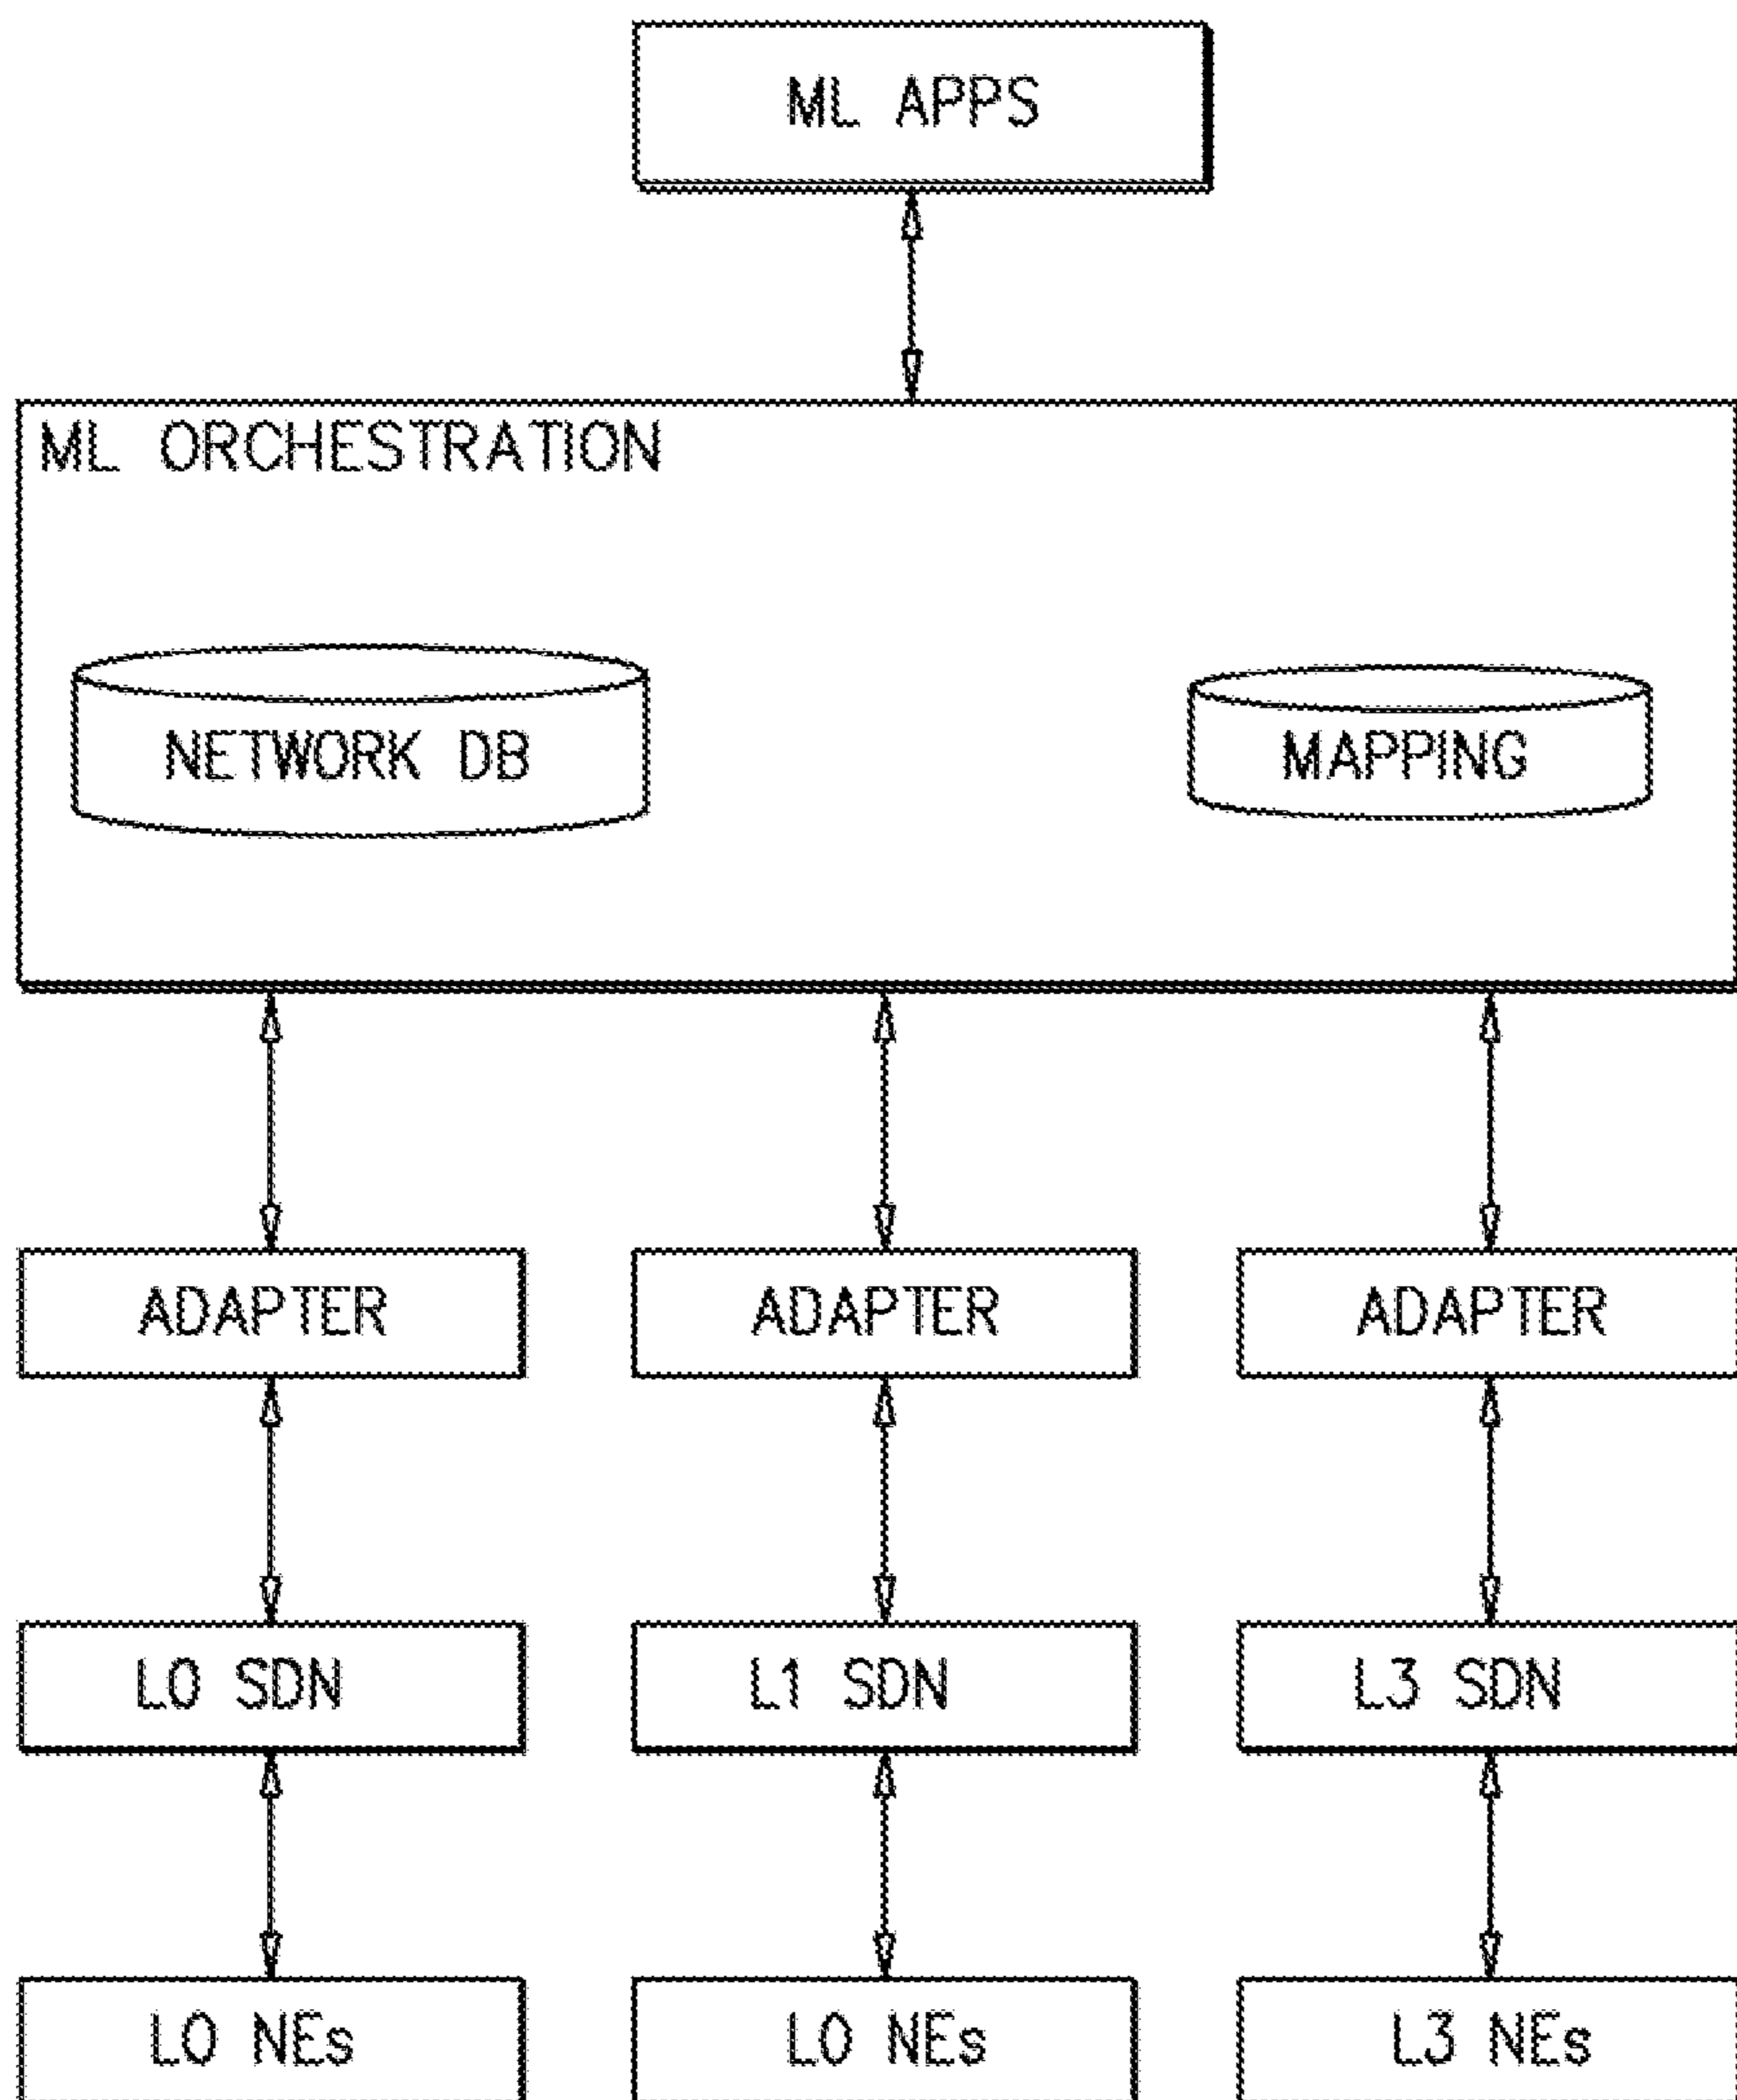 ML APPS
ML ORCHESTRATION
NETWORK DB
MAPPING
ADAPTER
ADAPTER
ADAPTER
L0 SDN
L1 SDN
L3 SDN
L0 NEs
L0 NEs
L3 NEs